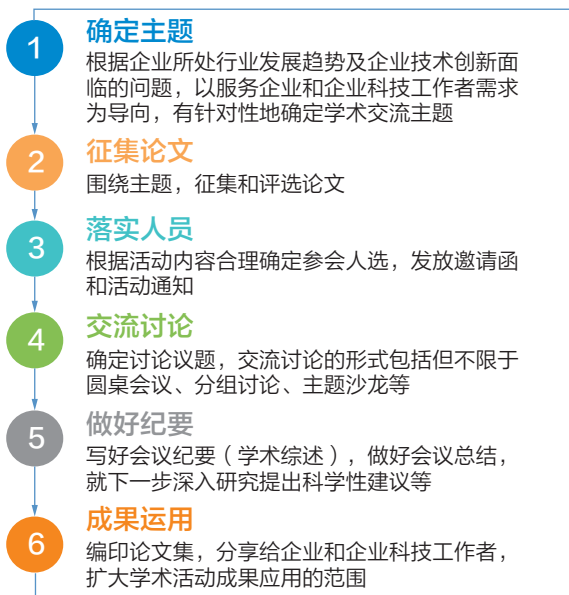 1
确定主题
根据企业所处行业发展趋势及企业技术创新面
临的问题，以服务企业和企业科技工作者需求
为导向，有针对性地确定学术交流主题
2
征集论文
围绕主题，征集和评选论文
3
落实人员
根据活动内容合理确定参会人选，发放邀请函
和活动通知
4
交流讨论
确定讨论议题，交流讨论的形式包括但不限于
圆桌会议、分组讨论、主题沙龙等
5
做好纪要
写好会议纪要（学术综述），做好会议总结，
就下一步深入研究提出科学性建议等
6
成果运用
编印论文集，分享给企业和企业科技工作者，
扩大学术活动成果应用的范围